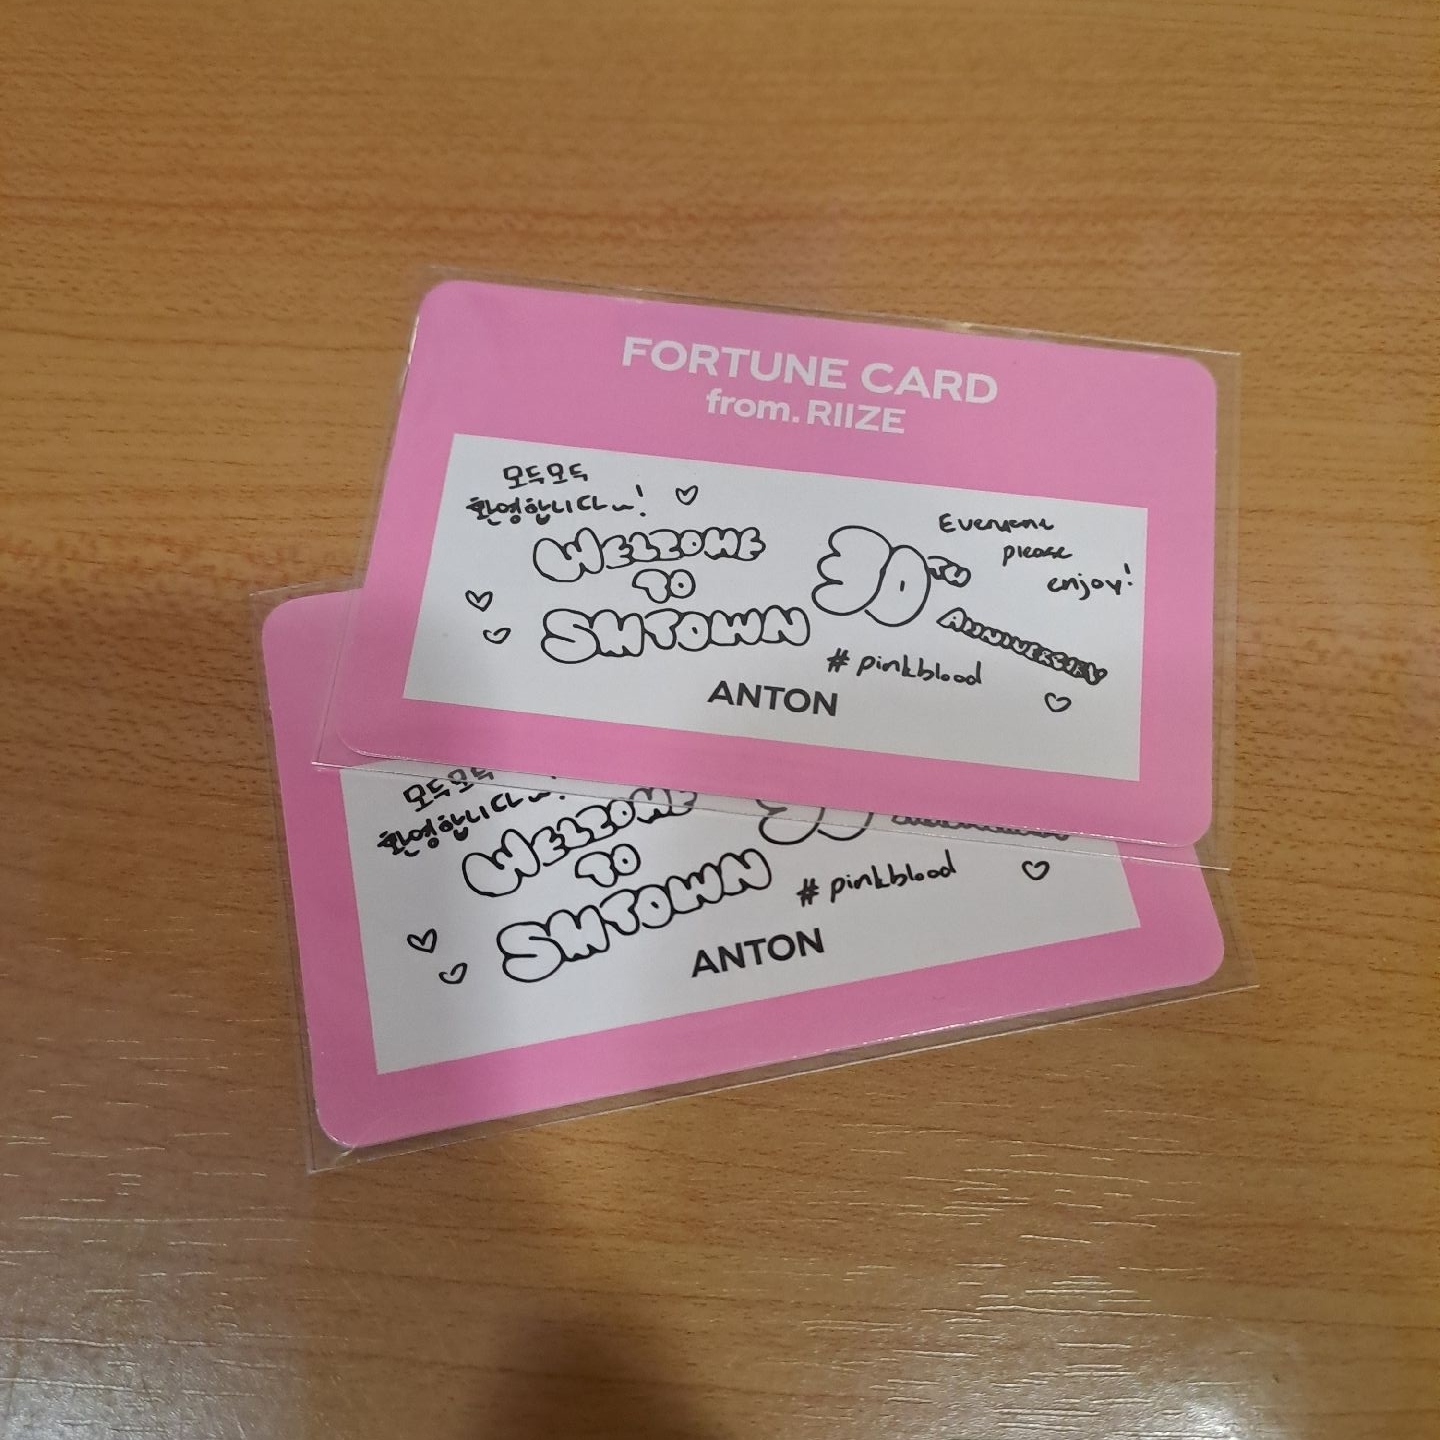 FORTUNE CARD
from. RIIZE
모두모두
환영합니다~!
WELCOME
TO
SMTOWN
30TH
ANNIVERSARY
Everyone
please
enjoy!
#pinkblood
ANTON
모두모두
환영합니다~!
WELCOME
TO
SMTOWN
#pinkblood
ANTON